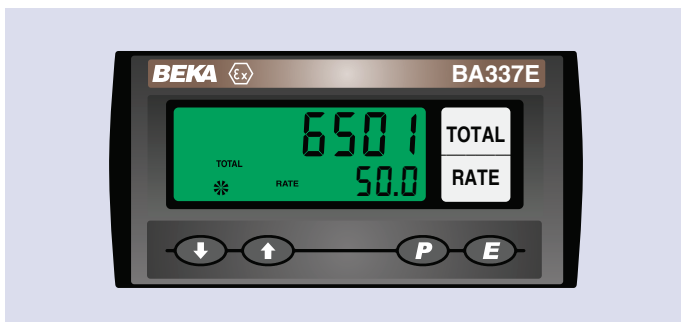 BEKA Ex BA337E
6501 TOTAL
TOTAL
RATE 50.0 RATE
P E